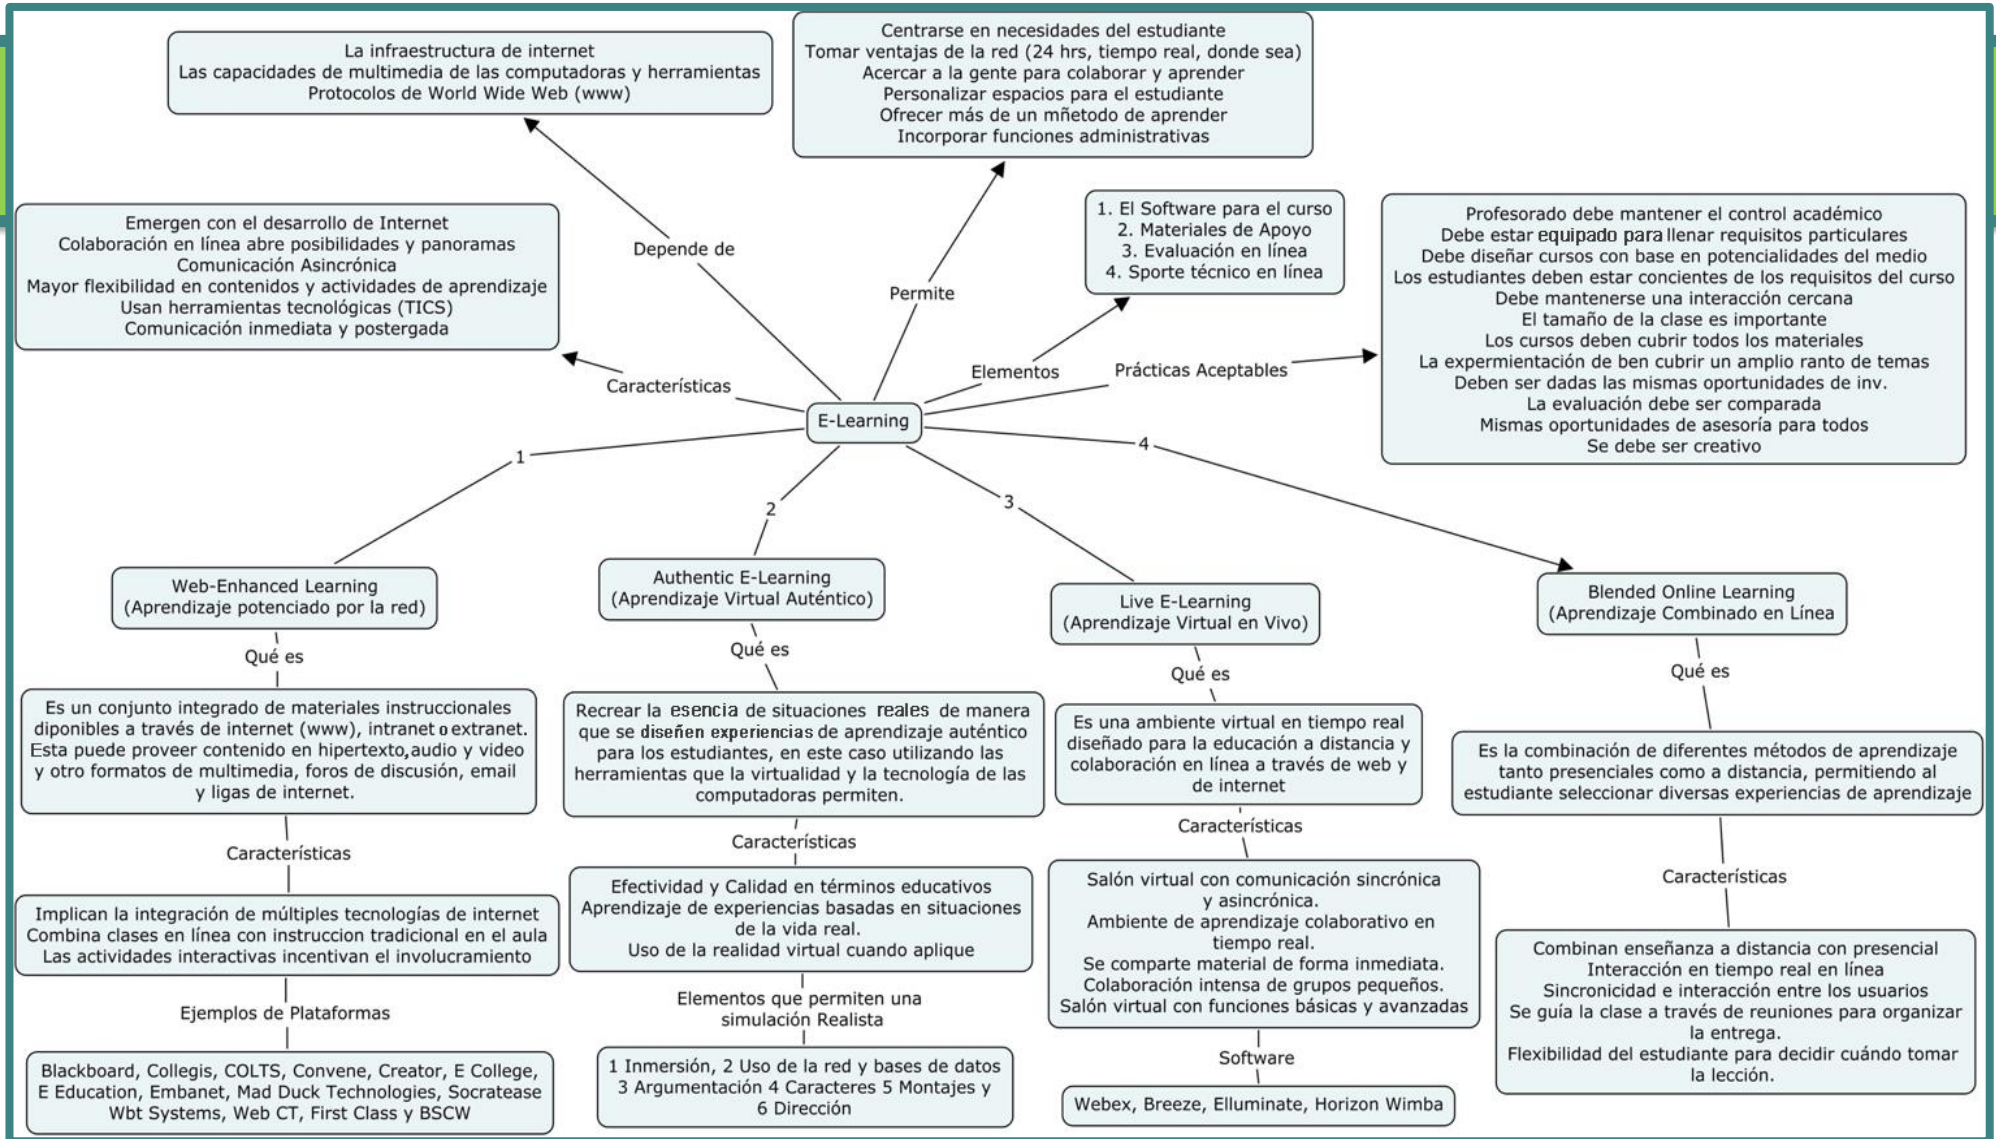 La infraestructura de internet
Las capacidades de multimedia de las computadoras y herramientas
Protocolos de World Wide Web (www)
Centrarse en necesidades del estudiante
Tomar ventajas de la red (24 hrs, tiempo real, donde sea)
Acercar a la gente para colaborar y aprender
Personalizar espacios para el estudiante
Ofrecer más de un mñetodo de aprender
Incorporar funciones administrativas
Emergen con el desarrollo de Internet
Colaboración en línea abre posibilidades y panoramas
Comunicación Asincrónica
Mayor flexibilidad en contenidos y actividades de aprendizaje
Usan herramientas tecnológicas (TICS)
Comunicación inmediata y postergada
1. El Software para el curso
2. Materiales de Apoyo
3. Evaluación en línea
4. Sporte técnico en línea
Profesorado debe mantener el control académico
Debe estar equipado para llenar requisitos particulares
Debe diseñar cursos con base en potencialidades del medio
Los estudiantes deben estar concientes de los requisitos del curso
Debe mantenerse una interacción cercana
El tamaño de la clase es importante
Los cursos deben cubrir todos los materiales
La expermientación de ben cubrir un amplio ranto de temas
Deben ser dadas las mismas oportunidades de inv.
La evaluación debe ser comparada
Mismas oportunidades de asesoría para todos
Se debe ser creativo
Depende de
Permite
Elementos
Prácticas Aceptables
Características
E-Learning
1
2
3
4
Web-Enhanced Learning
(Aprendizaje potenciado por la red)
Qué es
Es un conjunto integrado de materiales instruccionales
diponibles a través de internet (www), intranet o extranet.
Esta puede proveer contenido en hipertexto,audio y video
y otro formatos de multimedia, foros de discusión, email
y ligas de internet.
Características
Implican la integración de múltiples tecnologías de internet
Combina clases en línea con instruccion tradicional en el aula
Las actividades interactivas incentivan el involucramiento
Ejemplos de Plataformas
Blackboard, Collegis, COLTS, Convene, Creator, E College,
E Education, Embanet, Mad Duck Technologies, Socratease
Wbt Systems, Web CT, First Class y BSCW
Authentic E-Learning
(Aprendizaje Virtual Auténtico)
Qué es
Recrear la esencia de situaciones reales de manera
que se diseñen experiencias de aprendizaje auténtico
para los estudiantes, en este caso utilizando las
herramientas que la virtualidad y la tecnología de las
computadoras permiten.
Características
Efectividad y Calidad en términos educativos
Aprendizaje de experiencias basadas en situaciones
de la vida real.
Uso de la realidad virtual cuando aplique
Elementos que permiten una
simulación Realista
1 Inmersión, 2 Uso de la red y bases de datos
3 Argumentación 4 Caracteres 5 Montajes y
6 Dirección
Live E-Learning
(Aprendizaje Virtual en Vivo)
Qué es
Es una ambiente virtual en tiempo real
diseñado para la educación a distancia y
colaboración en línea a través de web y
de internet
Características
Salón virtual con comunicación sincrónica
y asincrónica.
Ambiente de aprendizaje colaborativo en
tiempo real.
Se comparte material de forma inmediata.
Colaboración intensa de grupos pequeños.
Salón virtual con funciones básicas y avanzadas
Software
Webex, Breeze, Elluminate, Horizon Wimba
Blended Online Learning
(Aprendizaje Combinado en Línea
Qué es
Es la combinación de diferentes métodos de aprendizaje
tanto presenciales como a distancia, permitiendo al
estudiante seleccionar diversas experiencias de aprendizaje
Características
Combinan enseñanza a distancia con presencial
Interacción en tiempo real en línea
Sincronicidad e interacción entre los usuarios
Se guía la clase a través de reuniones para organizar
la entrega.
Flexibilidad del estudiante para decidir cuándo tomar
la lección.